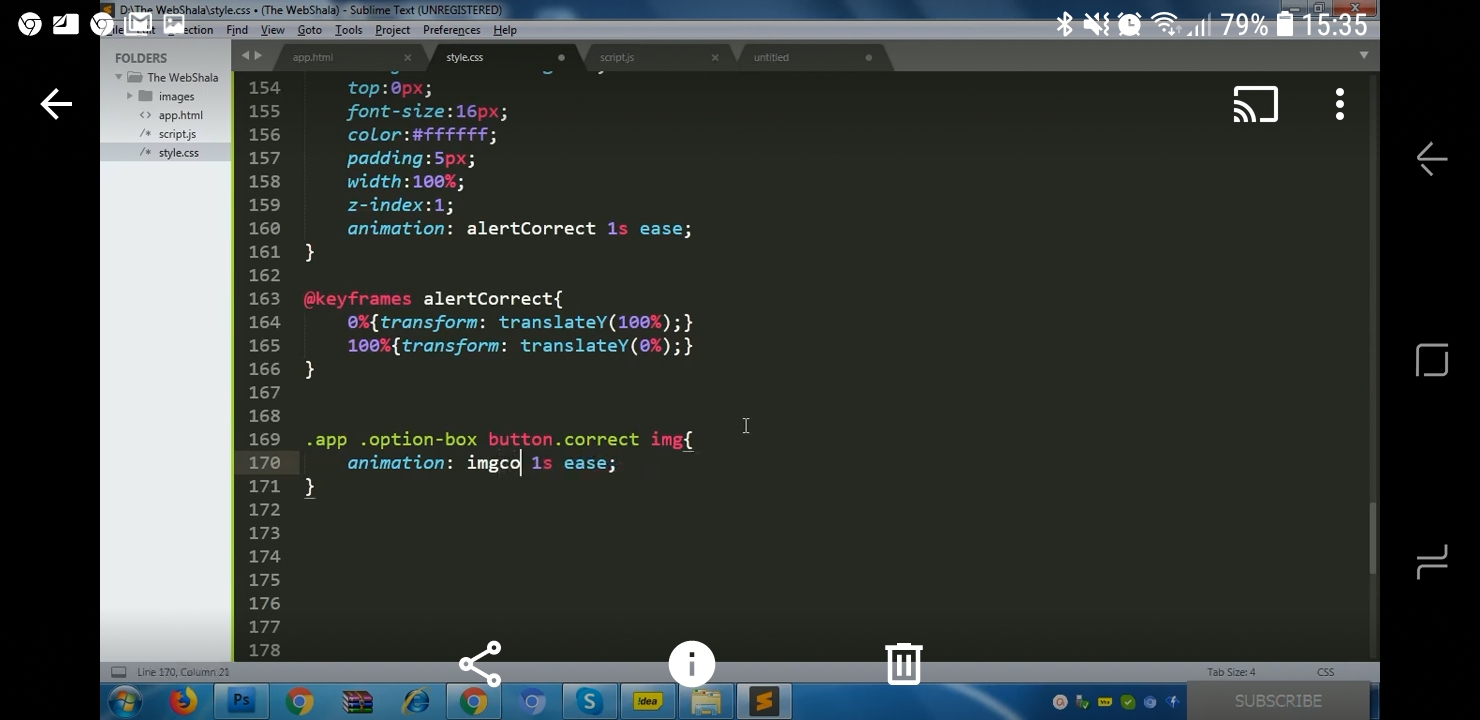 D:\The WebShala\style.css • (The WebShala) - Sublime Text (UNREGISTERED)
79% 15:35
Find View Goto Tools Project Preferences Help
FOLDERS
The WebShala
images
app.html
script.js
style.css
app.html style.css script.js untitled
154 top:0px;
155 font-size:16px;
156 color:#ffffff;
157 padding:5px;
158 width:100%;
159 z-index:1;
160 animation: alertCorrect 1s ease;
161 }
162
163 @keyframes alertCorrect{
164 0%{transform: translateY(100%);}
165 100%{transform: translateY(0%);}
166 }
167
168
169 .app .option-box button.correct img{
170 animation: imgco 1s ease;
171 }
172
173
174
175
176
177
178
Line 170, Column 21 Tab Size: 4 CSS
Ps !dea SUBSCRIBE